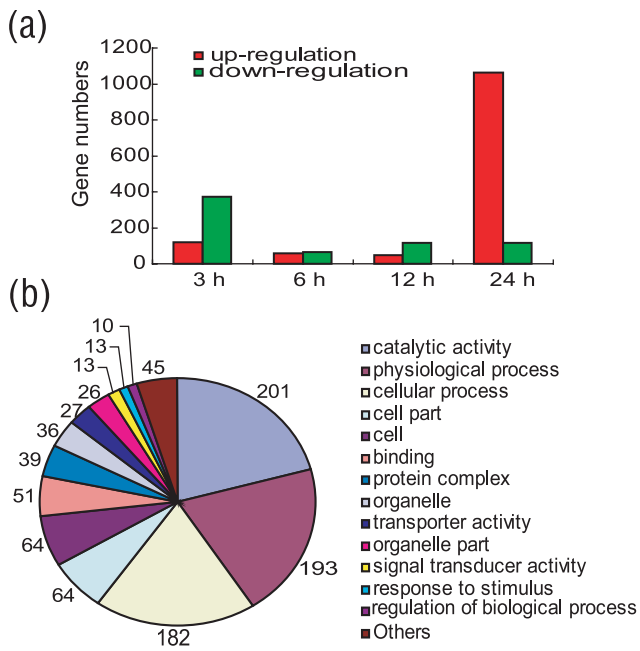 (a)
1200
1000
800
600
400
200
0
Gene numbers
up-regulation
down-regulation
3 h
6 h
12 h
24 h
(b)
10
13
13
26
27
36
39
51
64
64
182
193
201
45
catalytic activity
physiological process
cellular process
cell part
cell
binding
protein complex
organelle
transporter activity
organelle part
signal transducer activity
response to stimulus
regulation of biological process
Others